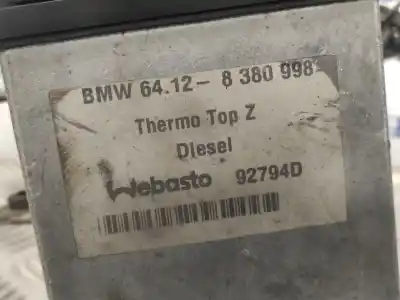 BMW 64.12- 8 380 998
Thermo Top Z
Diesel
Webasto 92794D